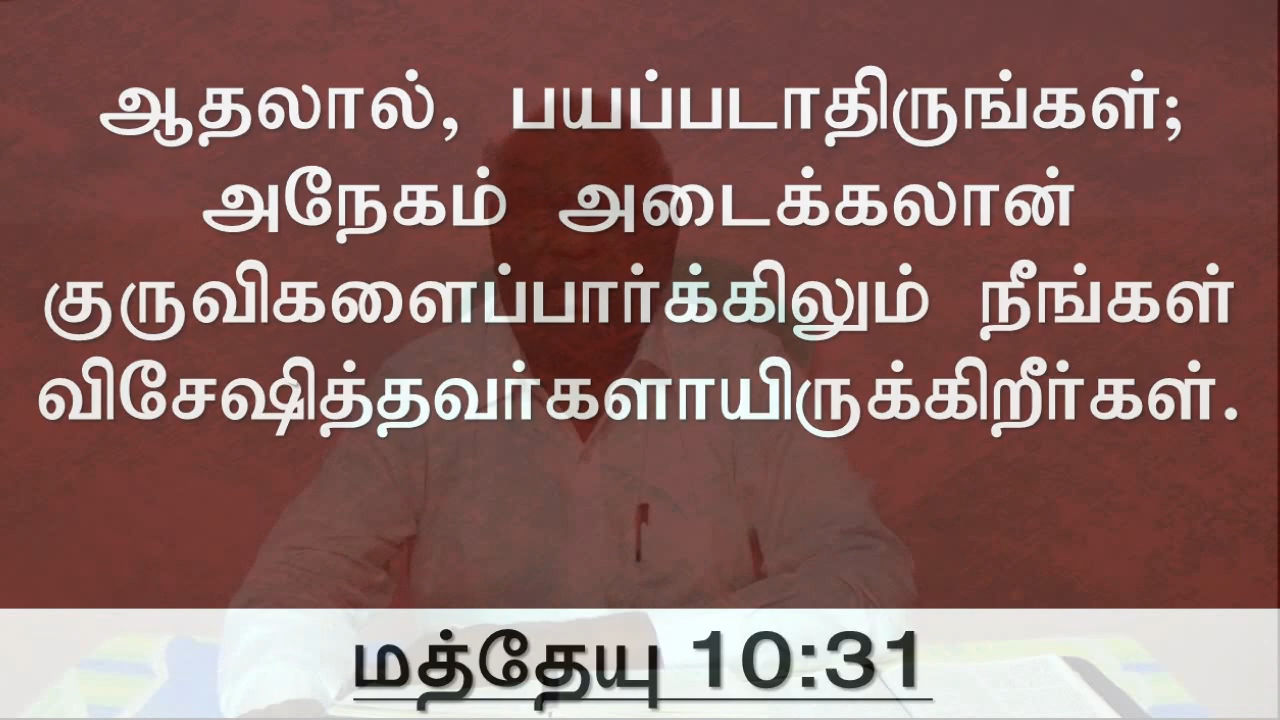 ஆதலால், பயப்படாதிருங்கள்;
அநேகம் அடைக்கலான்
குருவிகளைப்பார்க்கிலும் நீங்கள்
விசேஷித்தவர்களாயிருக்கிறீர்கள்.
மத்தேயு 10:31